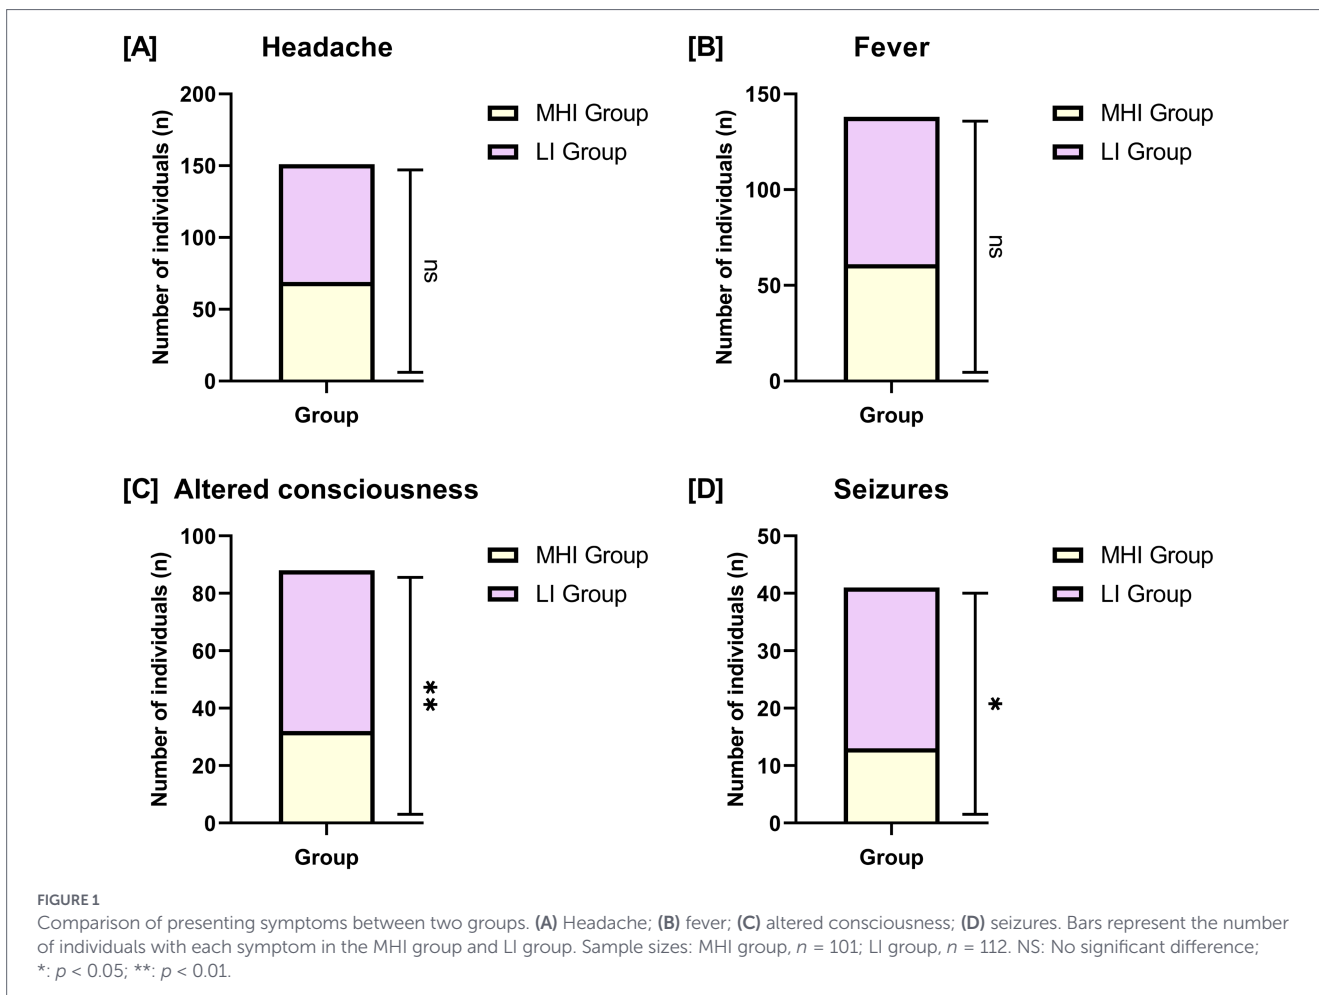 [A] Headache
Number of individuals (n)
200
150
100
50
0
Group
MHI Group
LI Group
ns
[B] Fever
Number of individuals (n)
150
100
50
0
Group
MHI Group
LI Group
ns
[C] Altered consciousness
Number of individuals (n)
100
80
60
40
20
0
Group
MHI Group
LI Group
**
[D] Seizures
Number of individuals (n)
50
40
30
20
10
0
Group
MHI Group
LI Group
*
FIGURE 1
Comparison of presenting symptoms between two groups. (A) Headache; (B) fever; (C) altered consciousness; (D) seizures. Bars represent the number
of individuals with each symptom in the MHI group and LI group. Sample sizes: MHI group, n = 101; LI group, n = 112. NS: No significant difference;
*: p < 0.05; **: p < 0.01.